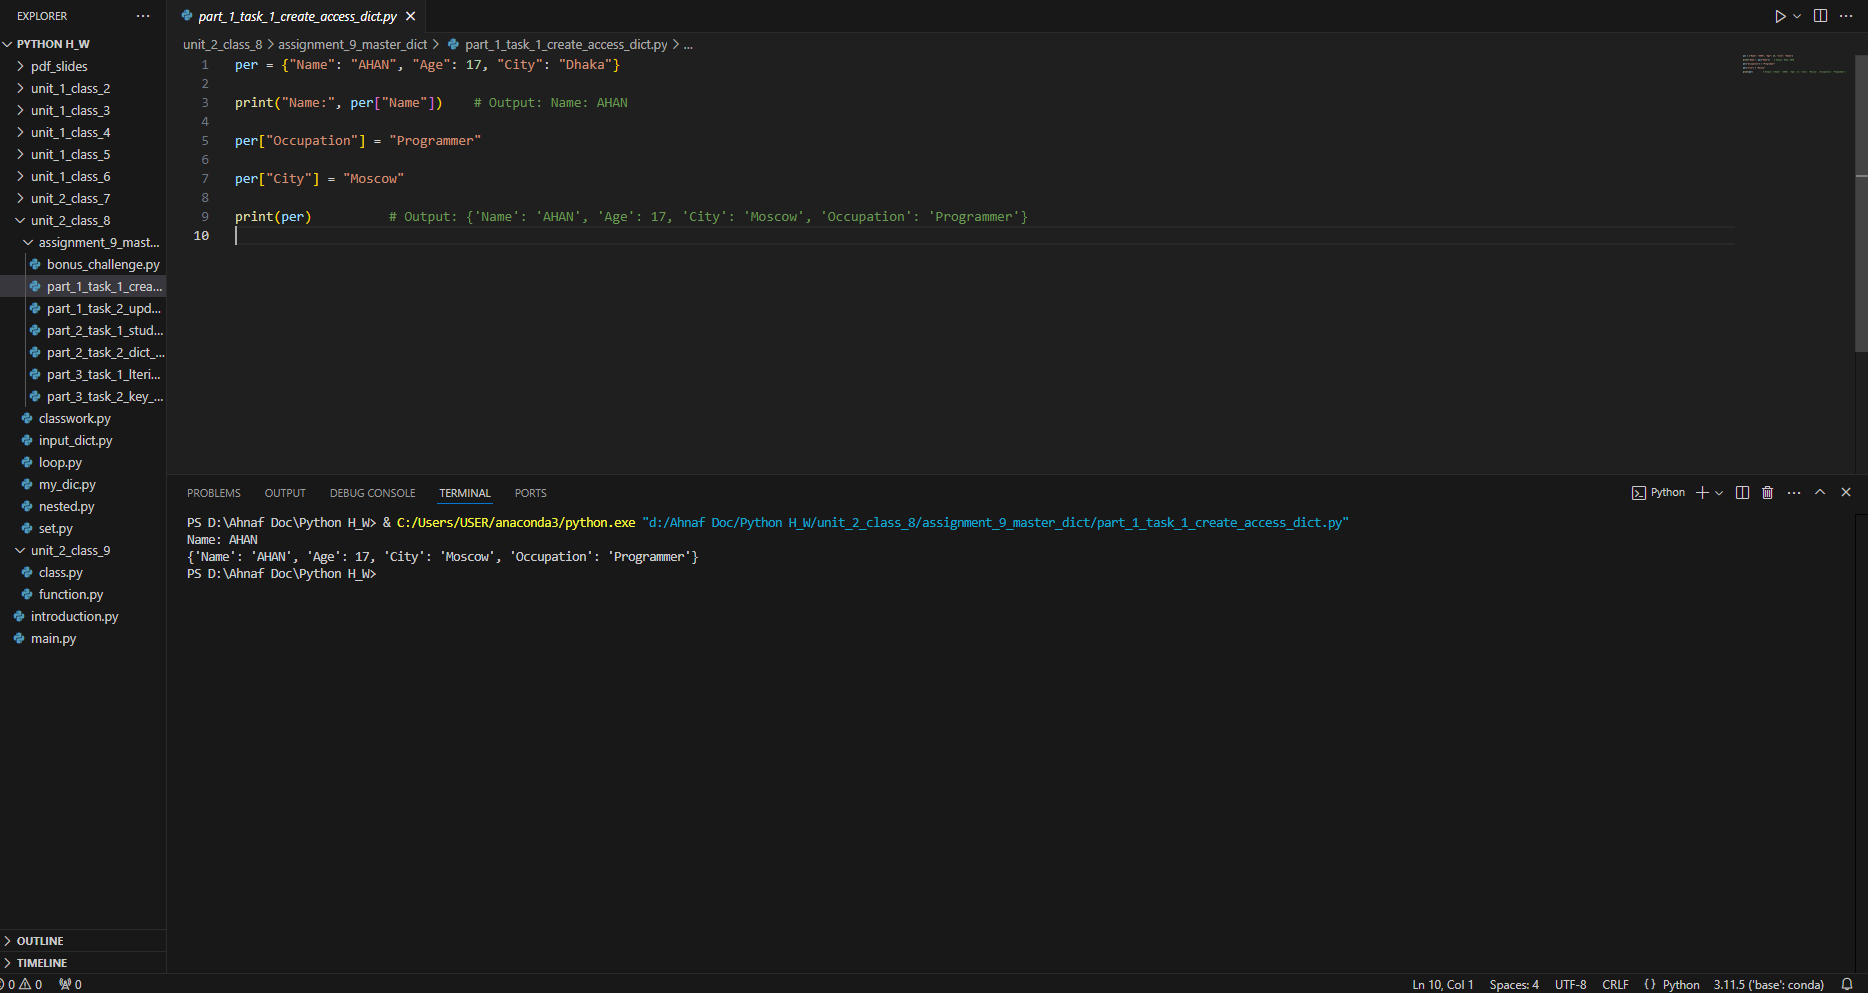 EXPLORER
PYTHON H_W
pdf_slides
unit_1_class_2
unit_1_class_3
unit_1_class_4
unit_1_class_5
unit_1_class_6
unit_2_class_7
unit_2_class_8
assignment_9_mast...
bonus_challenge.py
part_1_task_1_crea...
part_1_task_2_upd...
part_2_task_1_stud...
part_2_task_2_dict_...
part_3_task_1_Iteri...
part_3_task_2_key_...
classwork.py
input_dict.py
loop.py
my_dic.py
nested.py
set.py
unit_2_class_9
class.py
function.py
introduction.py
main.py
OUTLINE
TIMELINE
part_1_task_1_create_access_dict.py
unit_2_class_8 > assignment_9_master_dict > part_1_task_1_create_access_dict.py > ...
1 per = {"Name": "AHAN", "Age": 17, "City": "Dhaka"}
2
3 print("Name:", per["Name"])    # Output: Name: AHAN
4
5 per["Occupation"] = "Programmer"
6
7 per["City"] = "Moscow"
8
9 print(per)          # Output: {'Name': 'AHAN', 'Age': 17, 'City': 'Moscow', 'Occupation': 'Programmer'}
10
PROBLEMS OUTPUT DEBUG CONSOLE TERMINAL PORTS
Python
PS D:\Ahnaf Doc\Python H_W> & C:/Users/USER/anaconda3/python.exe "d:/Ahnaf Doc/Python H_W/unit_2_class_8/assignment_9_master_dict/part_1_task_1_create_access_dict.py"
Name: AHAN
{'Name': 'AHAN', 'Age': 17, 'City': 'Moscow', 'Occupation': 'Programmer'}
PS D:\Ahnaf Doc\Python H_W>
0 0 0 Ln 10, Col 1 Spaces: 4 UTF-8 CRLF {} Python 3.11.5 ('base': conda)